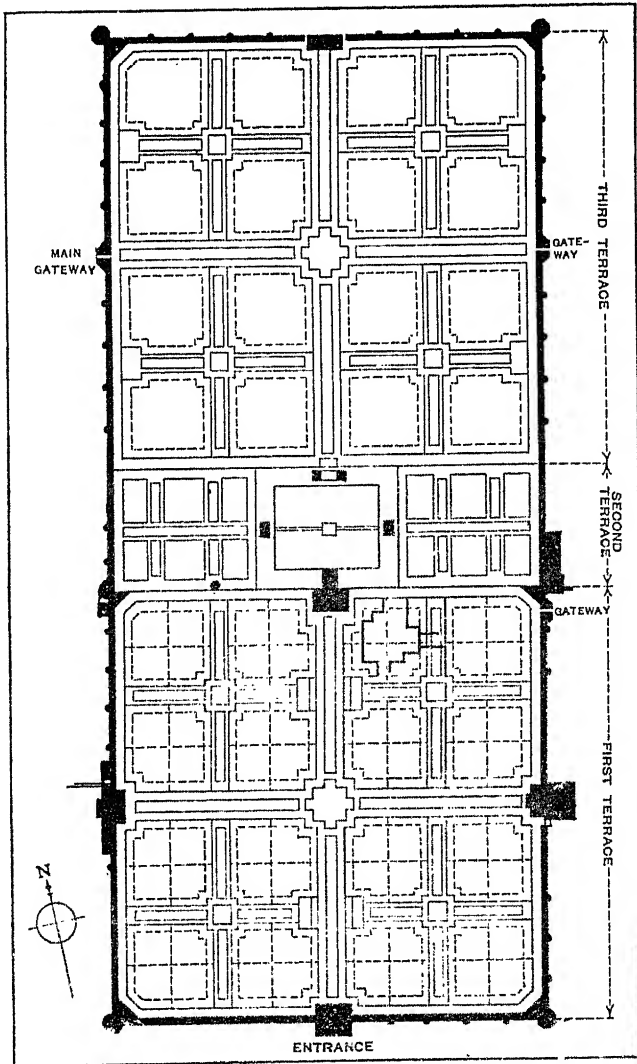 THIRD TERRACE
MAIN
GATEWAY
GATE-
WAY
SECOND
TERRACE
GATEWAY
FIRST TERRACE
N
ENTRANCE